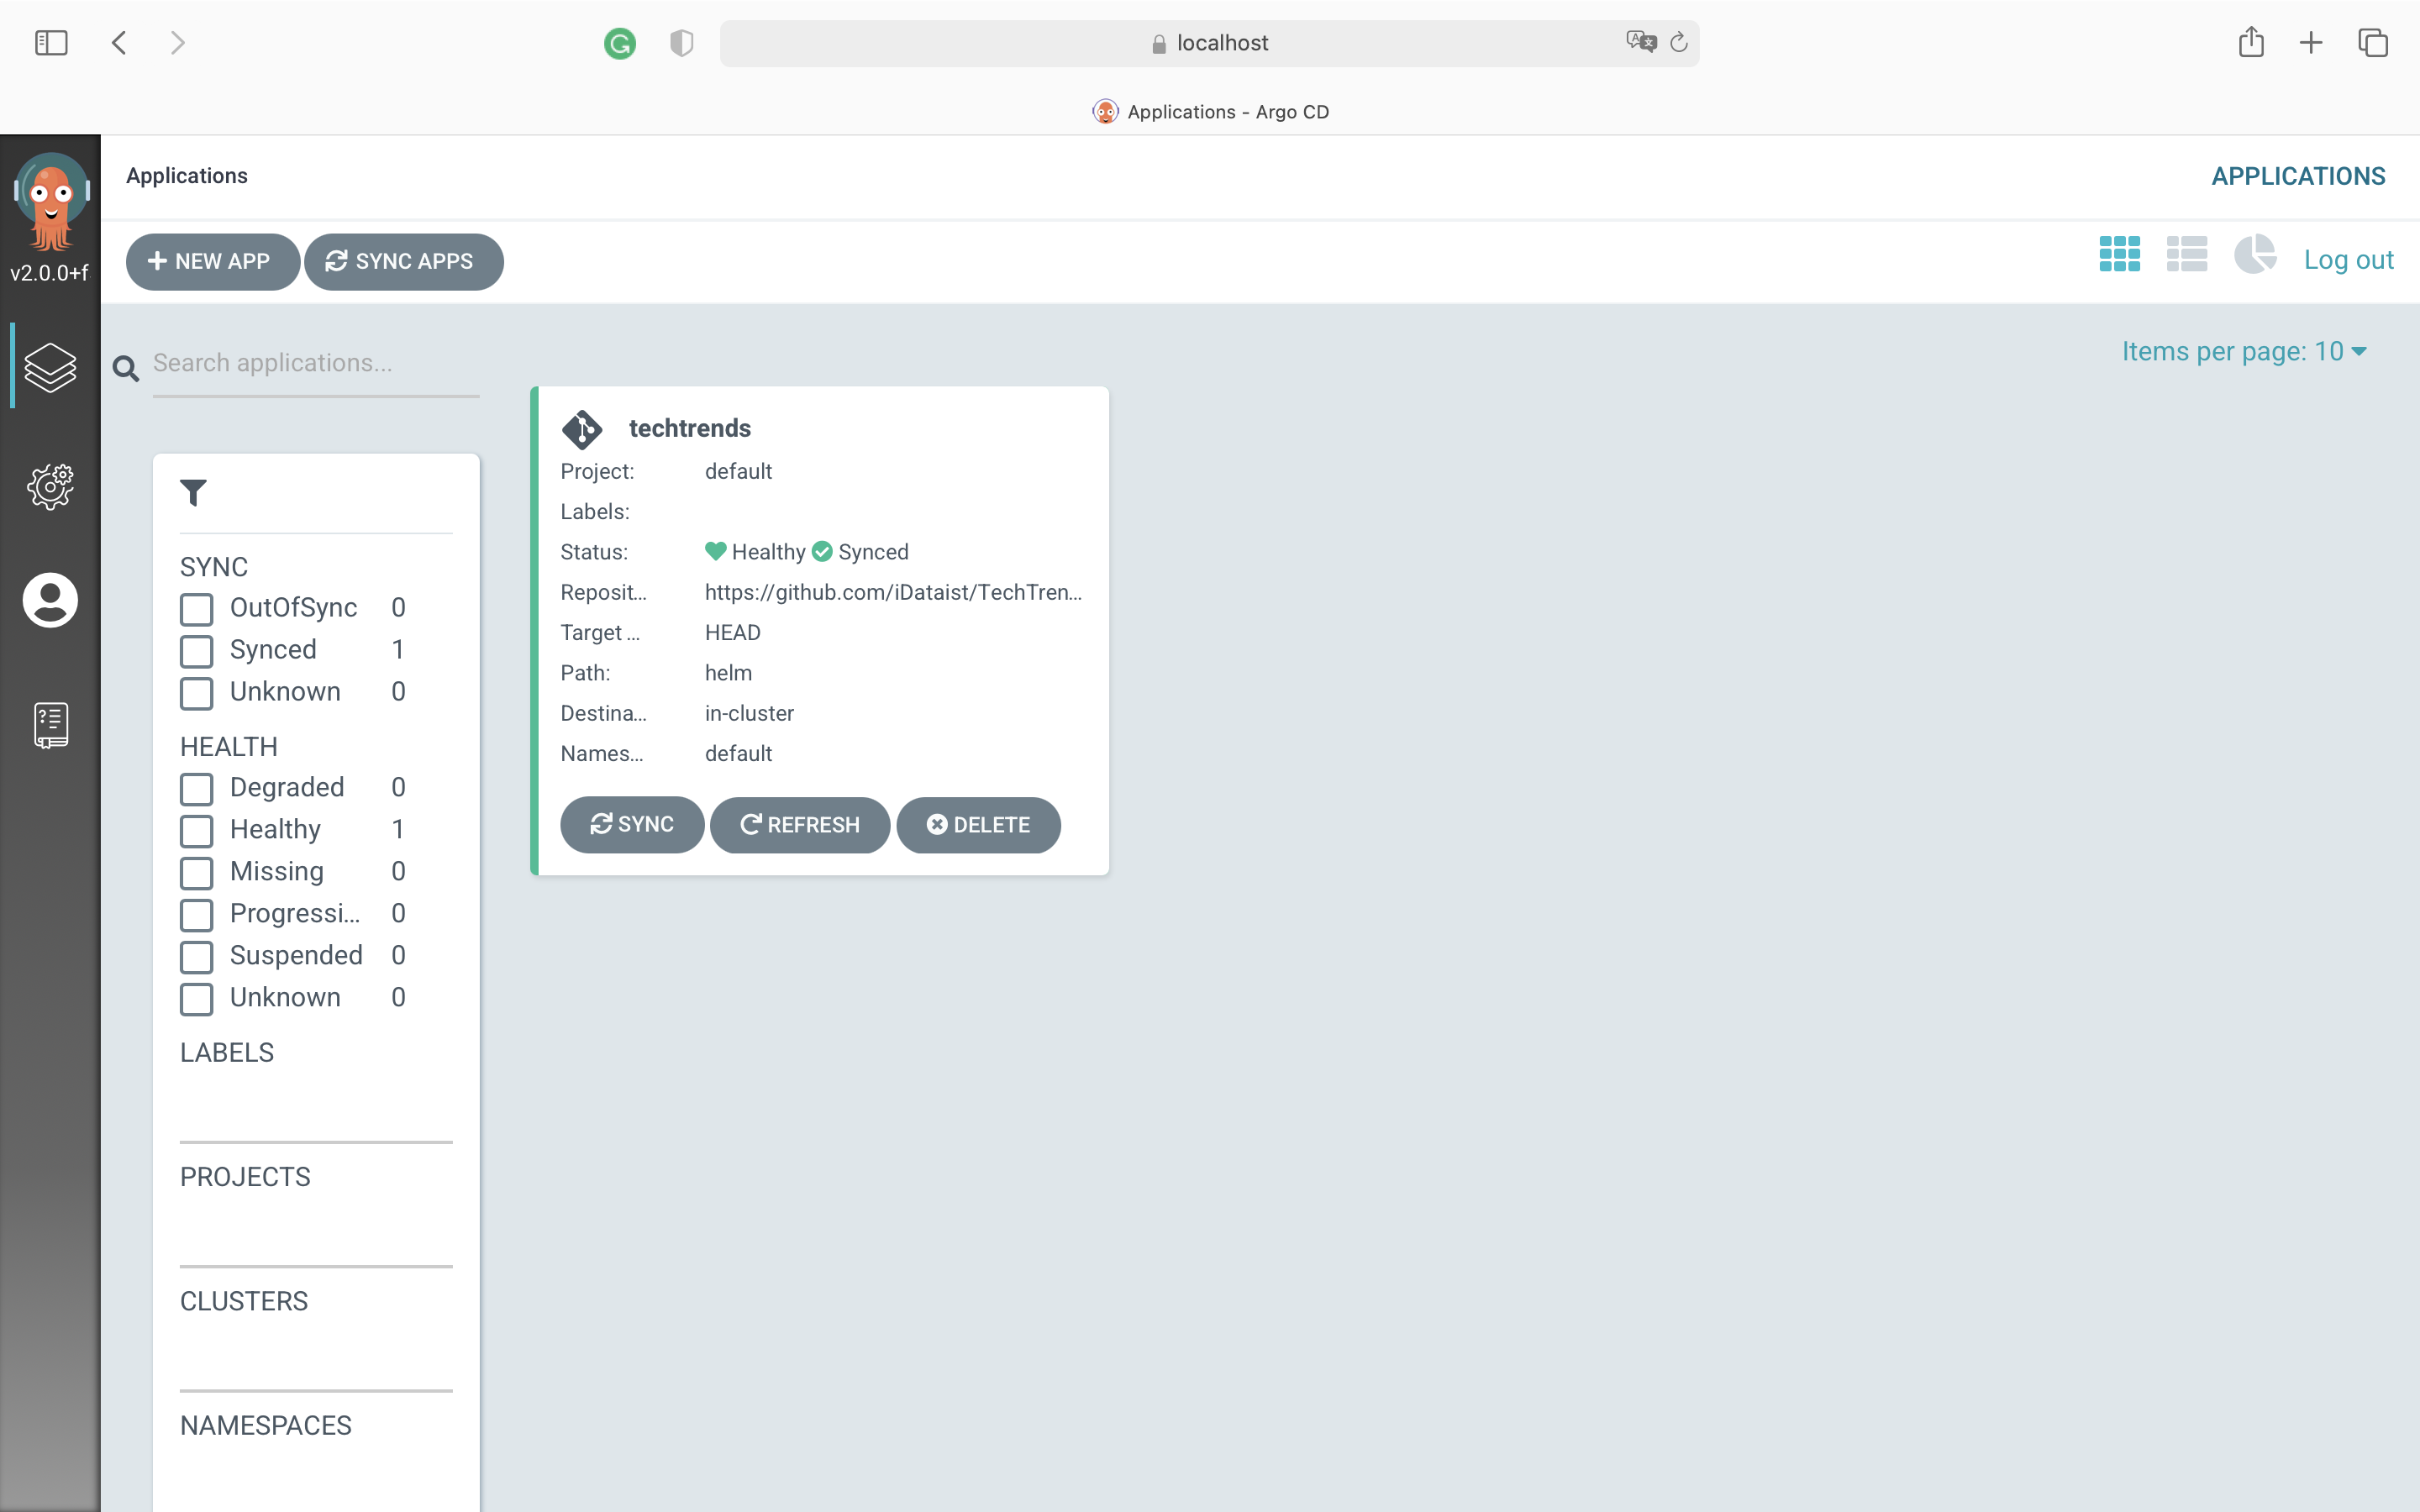 localhost
Applications - Argo CD
Applications
APPLICATIONS
v2.0.0+f
NEW APP
SYNC APPS
Log out
Search applications...
Items per page: 10
SYNC
OutOfSync 0
Synced 1
Unknown 0
HEALTH
Degraded 0
Healthy 1
Missing 0
Progressi... 0
Suspended 0
Unknown 0
LABELS
PROJECTS
CLUSTERS
NAMESPACES
techtrends
Project: default
Labels:
Status: Healthy Synced
Reposit... https://github.com/iDataist/TechTren...
Target ... HEAD
Path: helm
Destina... in-cluster
Names... default
SYNC REFRESH DELETE